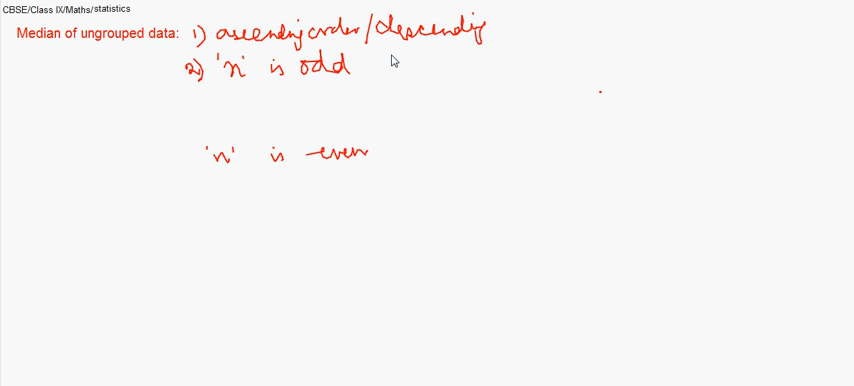 CBSE/Class IX/Maths/statistics
Median of ungrouped data: 1) ascending order/descending
2) 'n' is odd
'n' is even